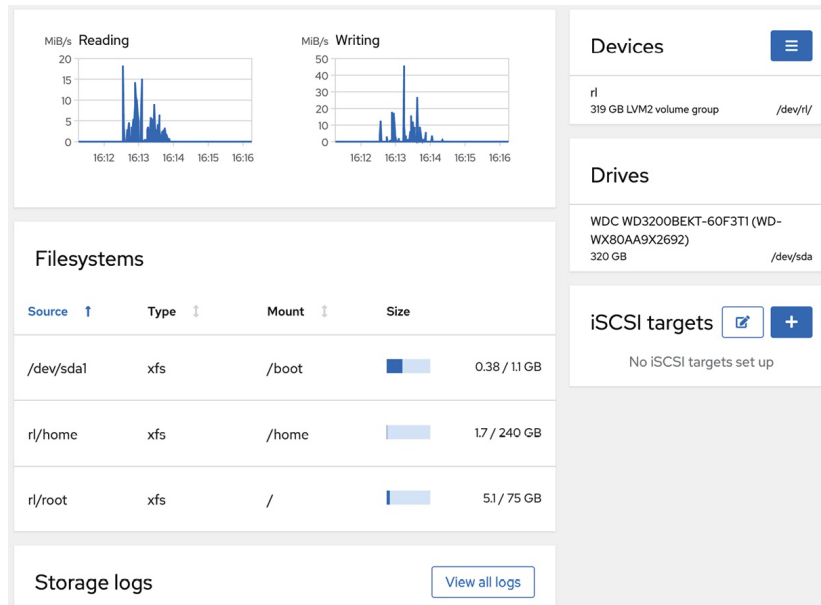 MiB/s Reading
20
15
10
5
0
16:12 16:13 16:14 16:15 16:16
MiB/s Writing
50
40
30
20
10
0
16:12 16:13 16:14 16:15 16:16
Filesystems
Source Type Mount Size
/dev/sda1 xfs /boot 0.38 / 1.1 GB
rl/home xfs /home 1.7 / 240 GB
rl/root xfs / 5.1 / 75 GB
Storage logs View all logs
Devices
rl
319 GB LVM2 volume group /dev/rl/
Drives
WDC WD3200BEKT-60F3T1 (WD-
WX80AA9X2692)
320 GB /dev/sda
iSCSI targets
No iSCSI targets set up